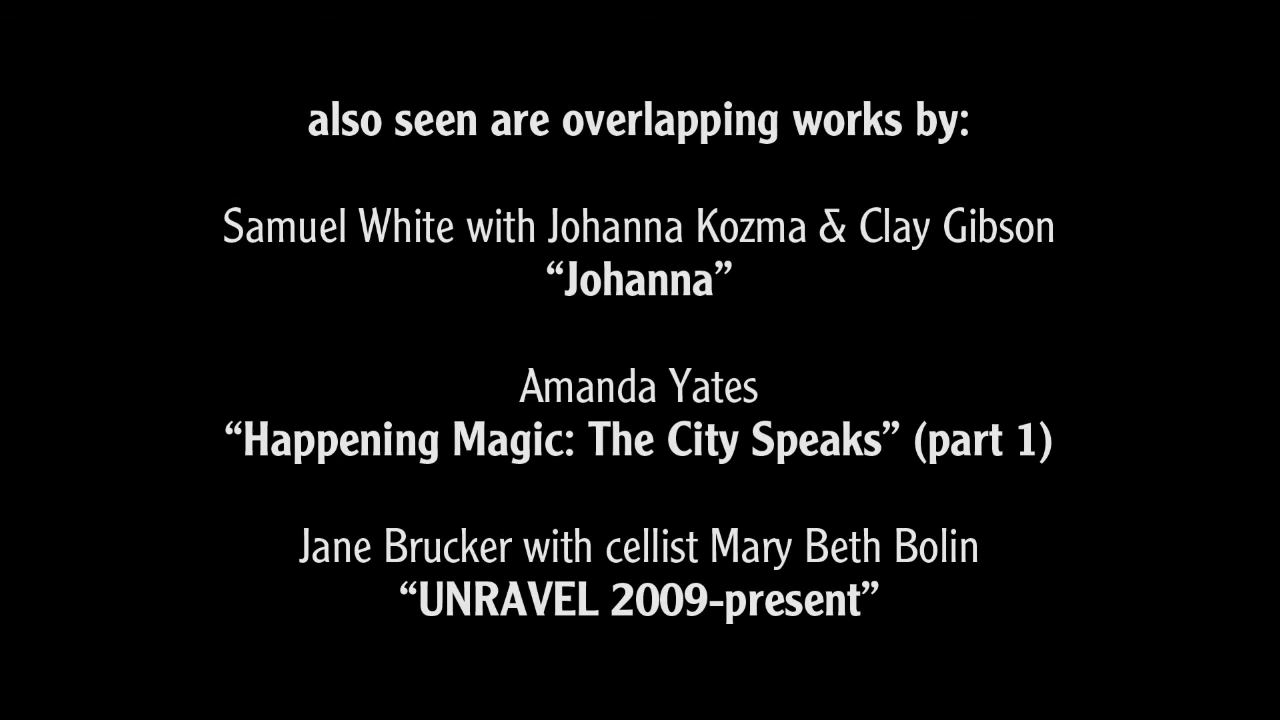 also seen are overlapping works by:
Samuel White with Johanna Kozma & Clay Gibson
“Johanna”
Amanda Yates
“Happening Magic: The City Speaks” (part 1)
Jane Brucker with cellist Mary Beth Bolin
“UNRAVEL 2009-present”